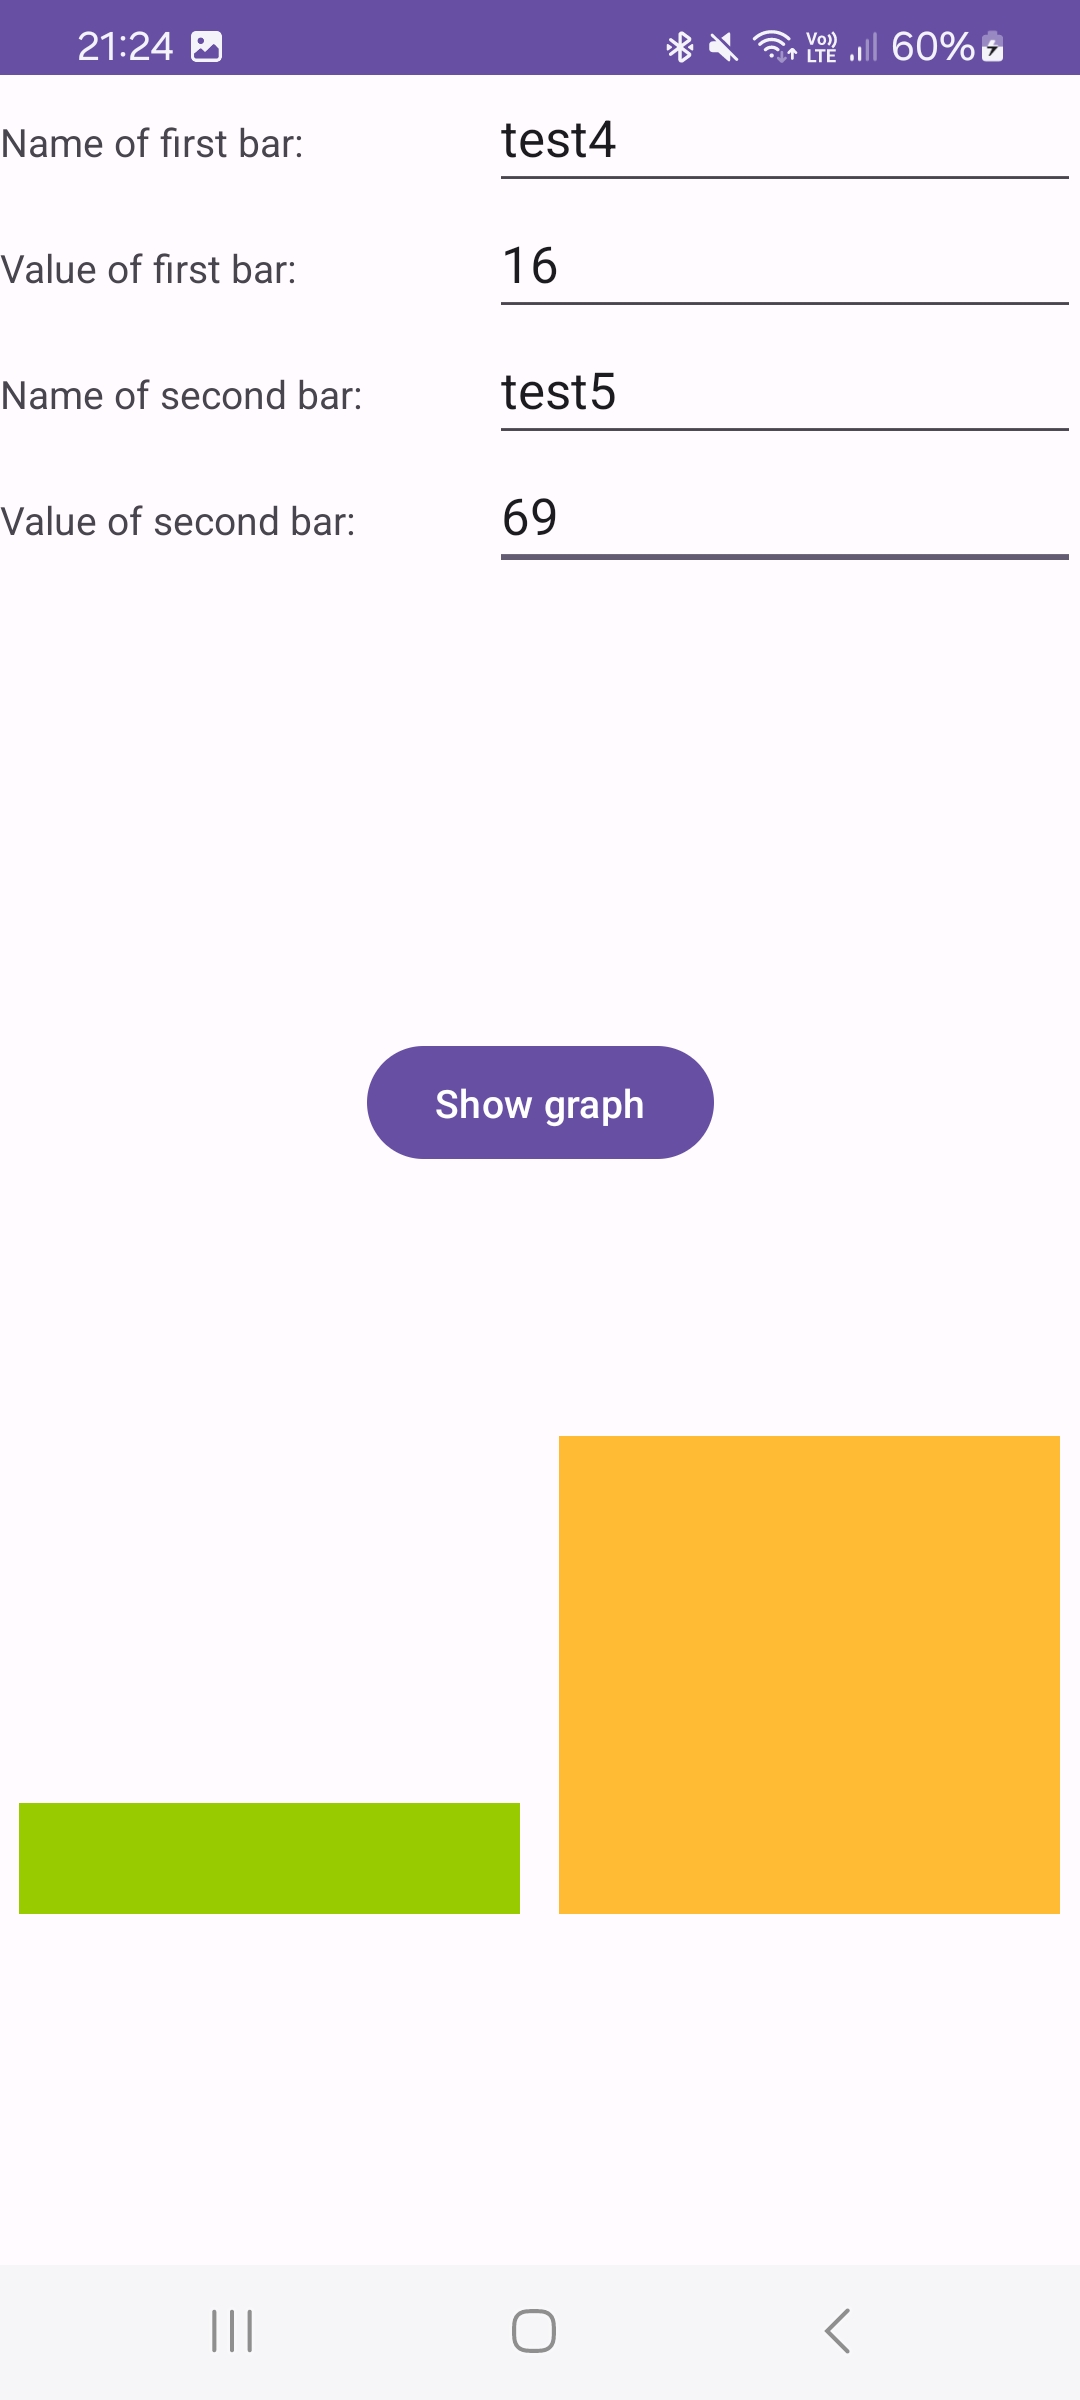 21:24 Vo)) LTE 60%
Name of first bar: test4
Value of first bar: 16
Name of second bar: test5
Value of second bar: 69
Show graph